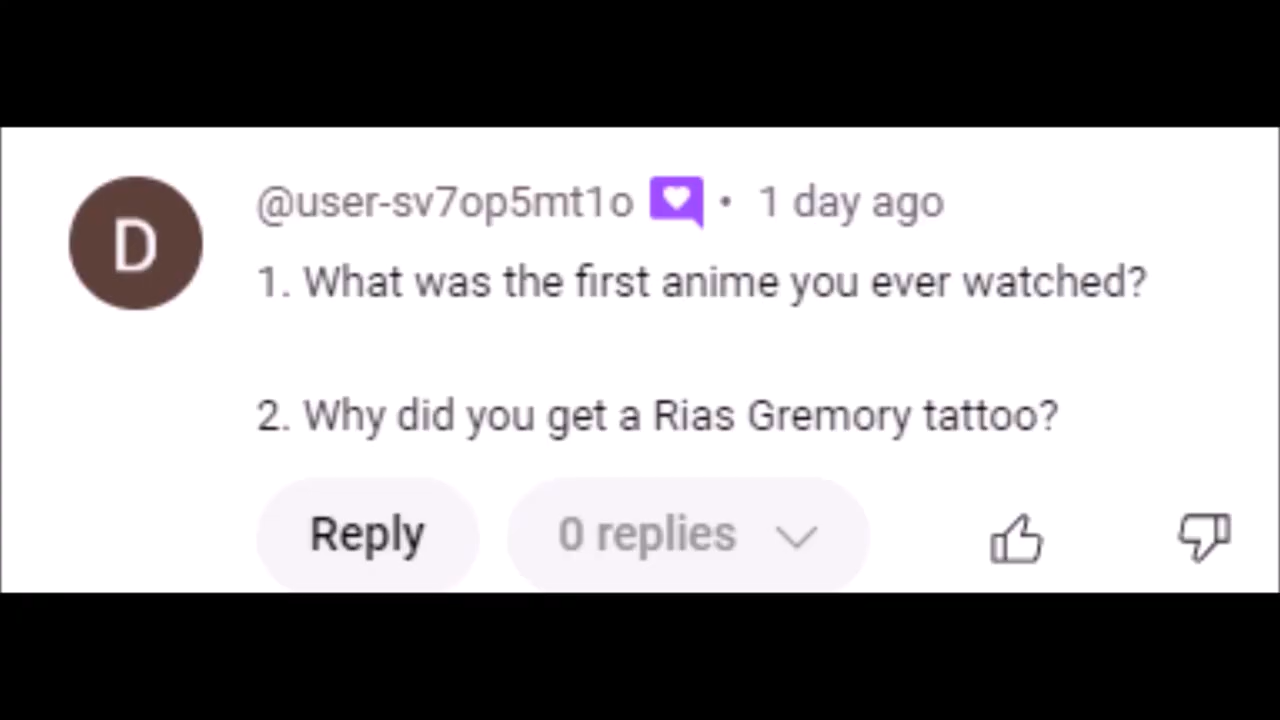 D
@user-sv7op5mt1o • 1 day ago
1. What was the first anime you ever watched?
2. Why did you get a Rias Gremory tattoo?
Reply 0 replies